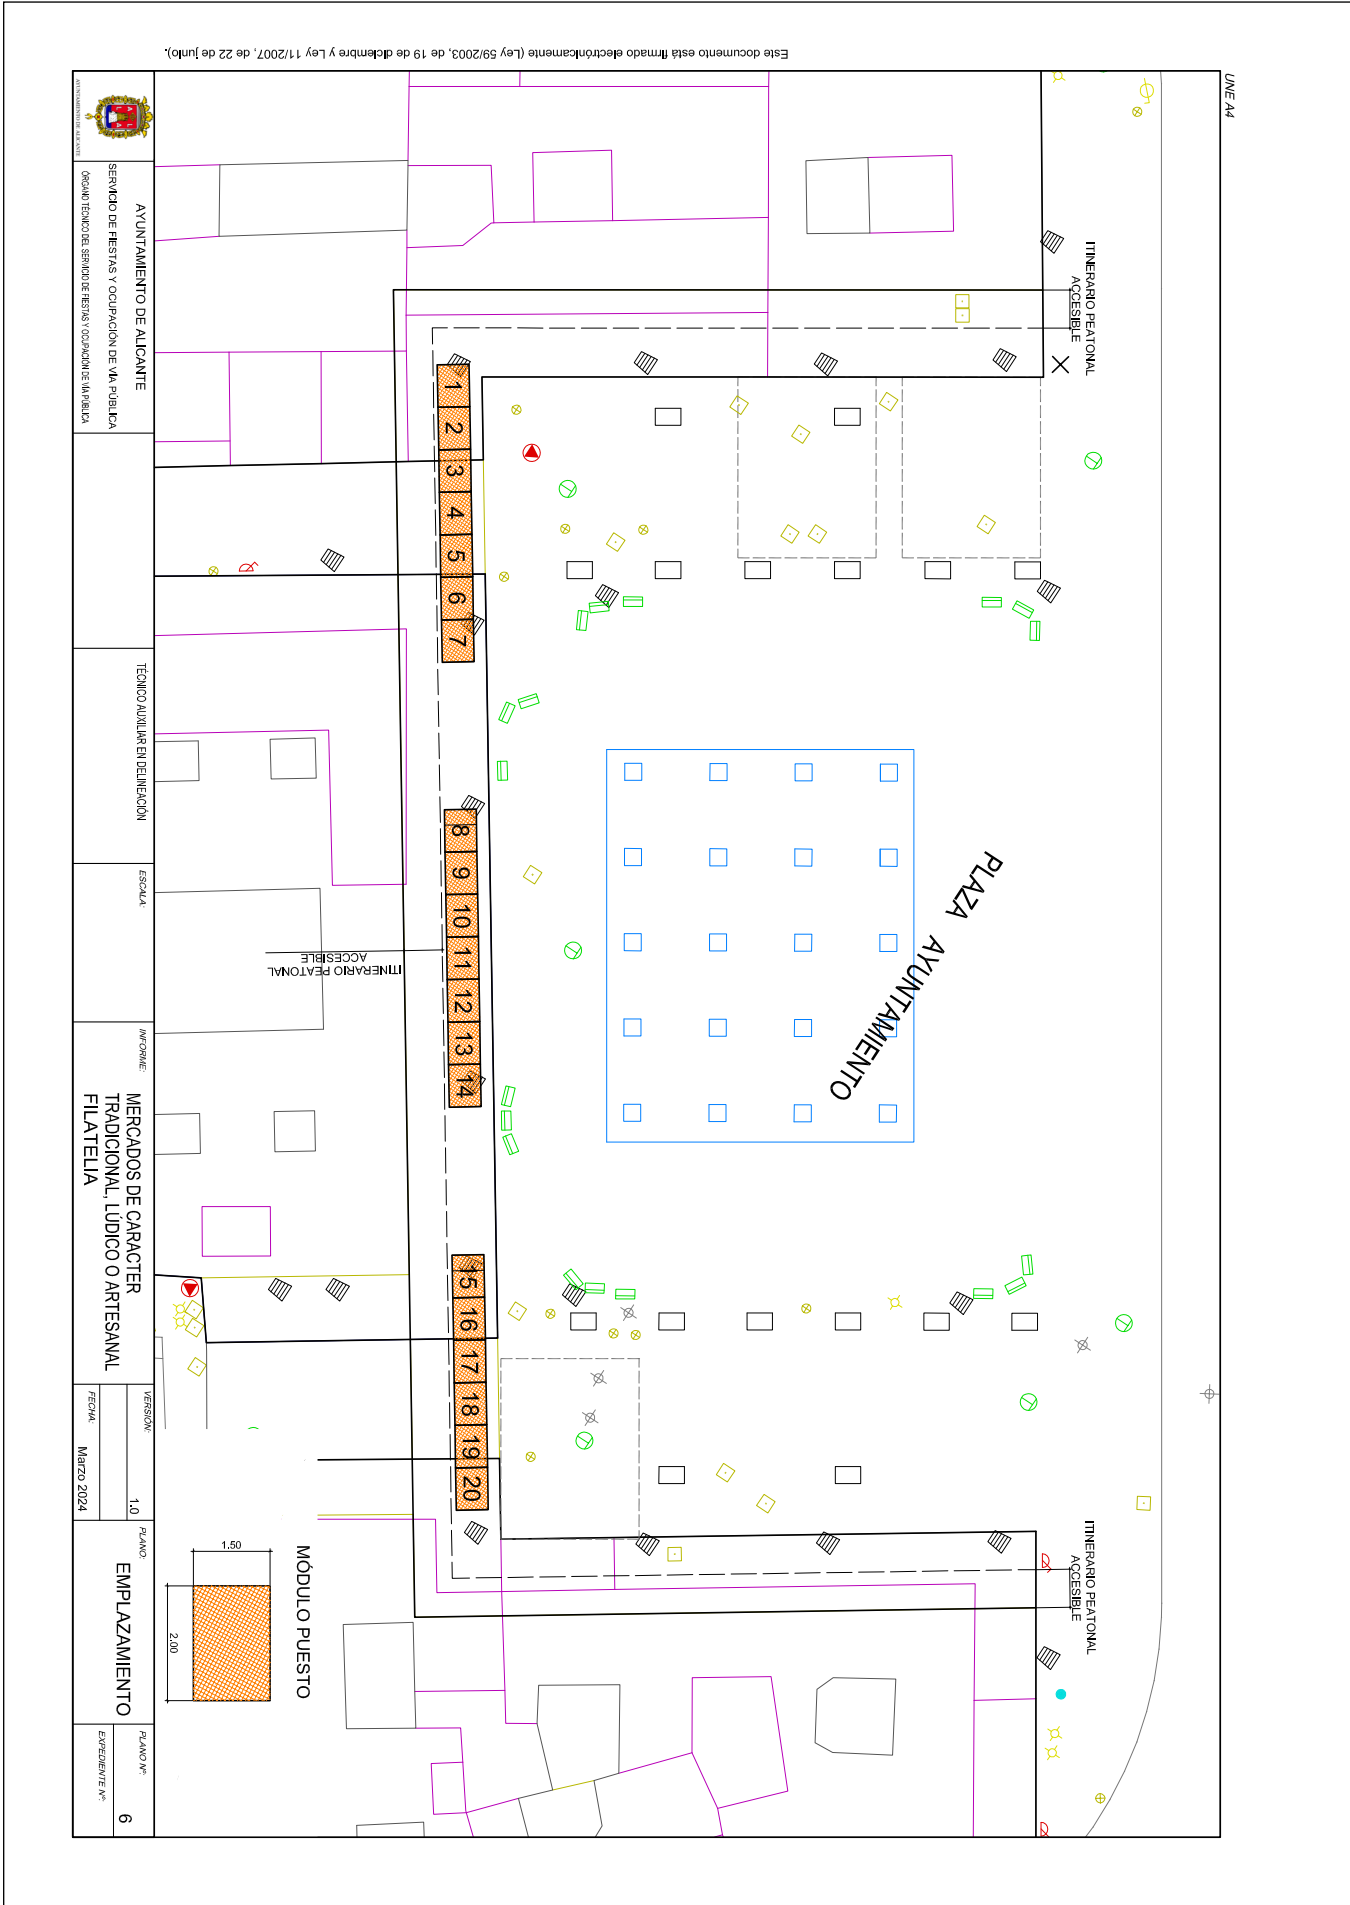 Este documento está firmado electrónicamente (Ley 59/2003, de 19 de diciembre y Ley 11/2007, de 22 de junio).
UNE A4
ITINERARIO PEATONAL
ACCESIBLE
ITINERARIO PEATONAL
ACCESIBLE
ITINERARIO PEATONAL
ACCESIBLE
PLAZA AYUNTAMIENTO
1
2
3
4
5
6
7
8
9
10
11
12
13
14
15
16
17
18
19
20
MÓDULO PUESTO
1.50
2.00
AYUNTAMIENTO DE ALICANTE
AYUNTAMIENTO DE ALICANTE
SERVICIO DE FIESTAS Y OCUPACIÓN DE VÍA PÚBLICA
ÓRGANO TÉCNICO DEL SERVICIO DE FIESTAS Y OCUPACIÓN DE VÍA PÚBLICA
TÉCNICO AUXILIAR EN DELINEACIÓN
ESCALA:
INFORME:
MERCADOS DE CARACTER
TRADICIONAL, LÚDICO O ARTESANAL
FILATELIA
VERSIÓN:
1.0
FECHA:
Marzo 2024
PLANO:
EMPLAZAMIENTO
PLANO Nº:
6
EXPEDIENTE Nº: